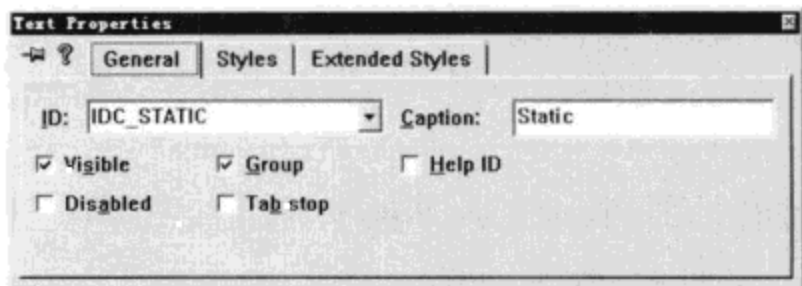 Text Properties
General Styles Extended Styles
ID: IDC_STATIC Caption: Static
Visible Group Help ID
Disabled Tab stop